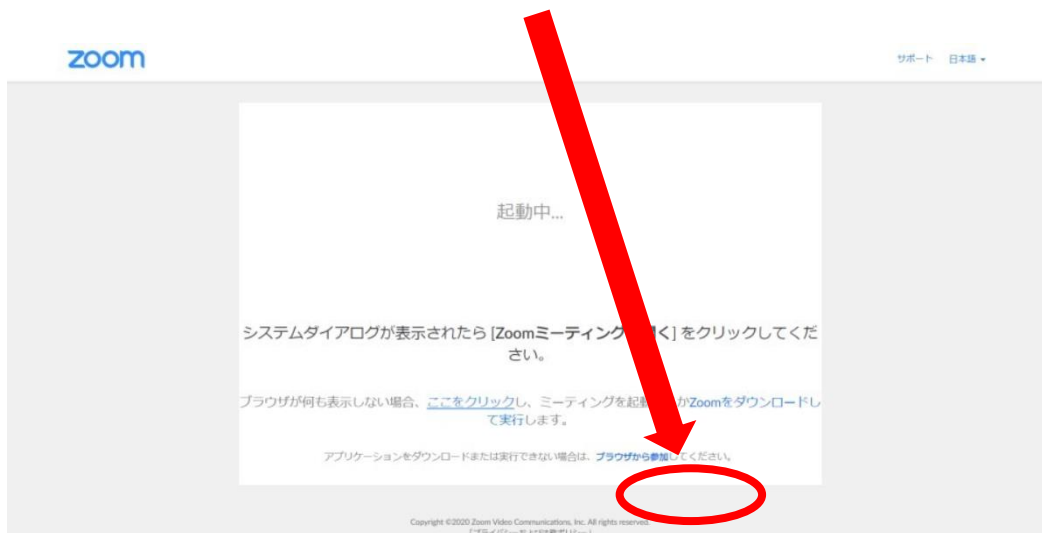 zoom
サポート 日本語
起動中...
システムダイアログが表示されたら [Zoomミーティング く] をクリックしてくだ
さい。
ブラウザが何も表示しない場合、ここをクリックし、ミーティングを起 かZoomをダウンロードし
て実行します。
アプリケーションをダウンロードまたは実行できない場合は、ブラウザから参加してください。
Copyright ©2020 Zoom Video Communications, Inc. All rights reserved.